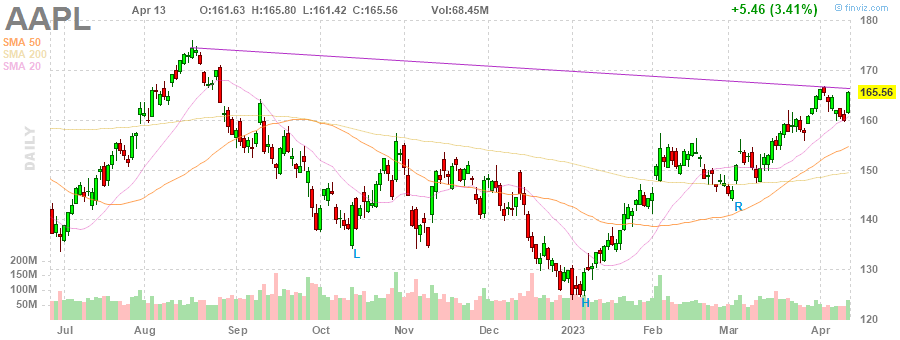 AAPL
Apr 13 O:161.63 H:165.80 L:161.42 C:165.56 Vol:68.45M +5.46 (3.41%)
© finviz.com
SMA 50
SMA 200
SMA 20
DAILY
180
170
165.56
160
150
140
130
120
200M
150M
100M
50M
L
H
R
Jul Aug Sep Oct Nov Dec 2023 Feb Mar Apr